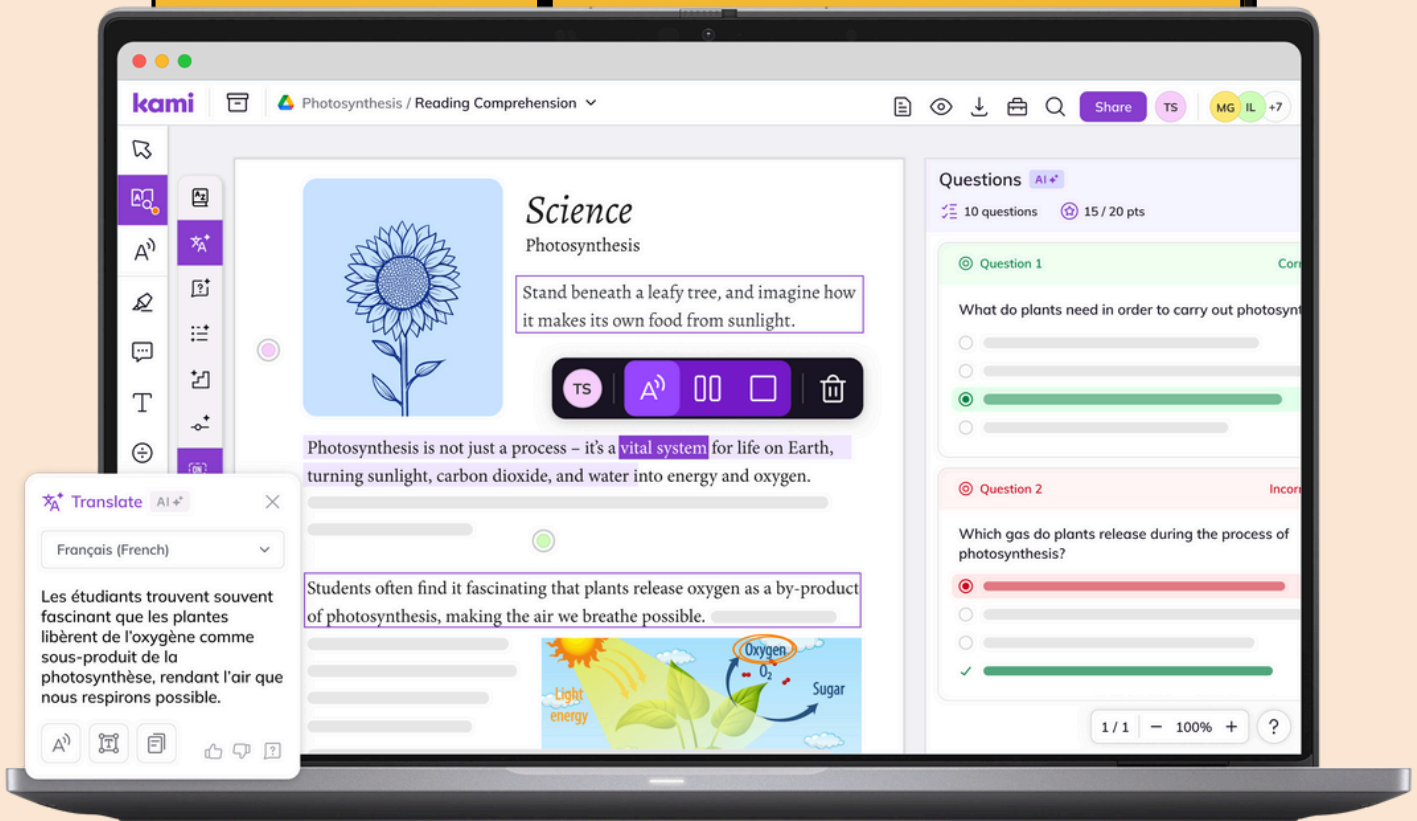 kami
Photosynthesis / Reading Comprehension
Share
TS
MG
IL
+7
Science
Photosynthesis
Stand beneath a leafy tree, and imagine how
it makes its own food from sunlight.
TS
Photosynthesis is not just a process – it's a vital system for life on Earth,
turning sunlight, carbon dioxide, and water into energy and oxygen.
Students often find it fascinating that plants release oxygen as a by-product
of photosynthesis, making the air we breathe possible.
Oxygen
O₂
Sugar
Light
energy
Questions AI
10 questions
15 / 20 pts
Question 1
Corr
What do plants need in order to carry out photosynt
Question 2
Incorr
Which gas do plants release during the process of
photosynthesis?
1 / 1 − 100% + ?
Translate AI
Français (French)
Les étudiants trouvent souvent
fascinant que les plantes
libèrent de l'oxygène comme
sous-produit de la
photosynthèse, rendant l'air que
nous respirons possible.